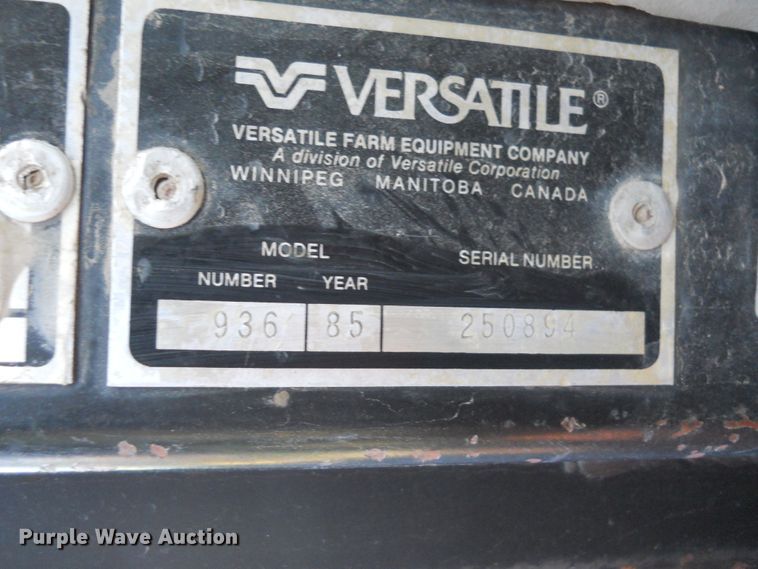 VERSATILE®
VERSATILE FARM EQUIPMENT COMPANY
A division of Versatile Corporation
WINNIPEG MANITOBA CANADA
MODEL
SERIAL NUMBER
NUMBER YEAR
936 85 250894
Purple Wave Auction